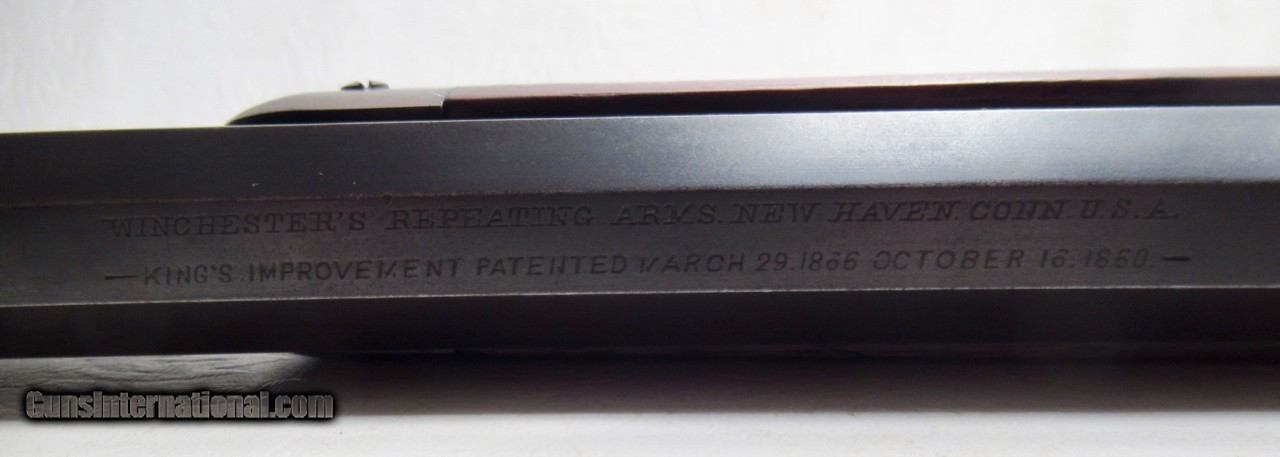 WINCHESTER'S REPEATING ARMS. NEW HAVEN. CONN. U.S.A.
— KING'S IMPROVEMENT PATENTED MARCH 29. 1866 OCTOBER 16. 1860. —
GunsInternational.com